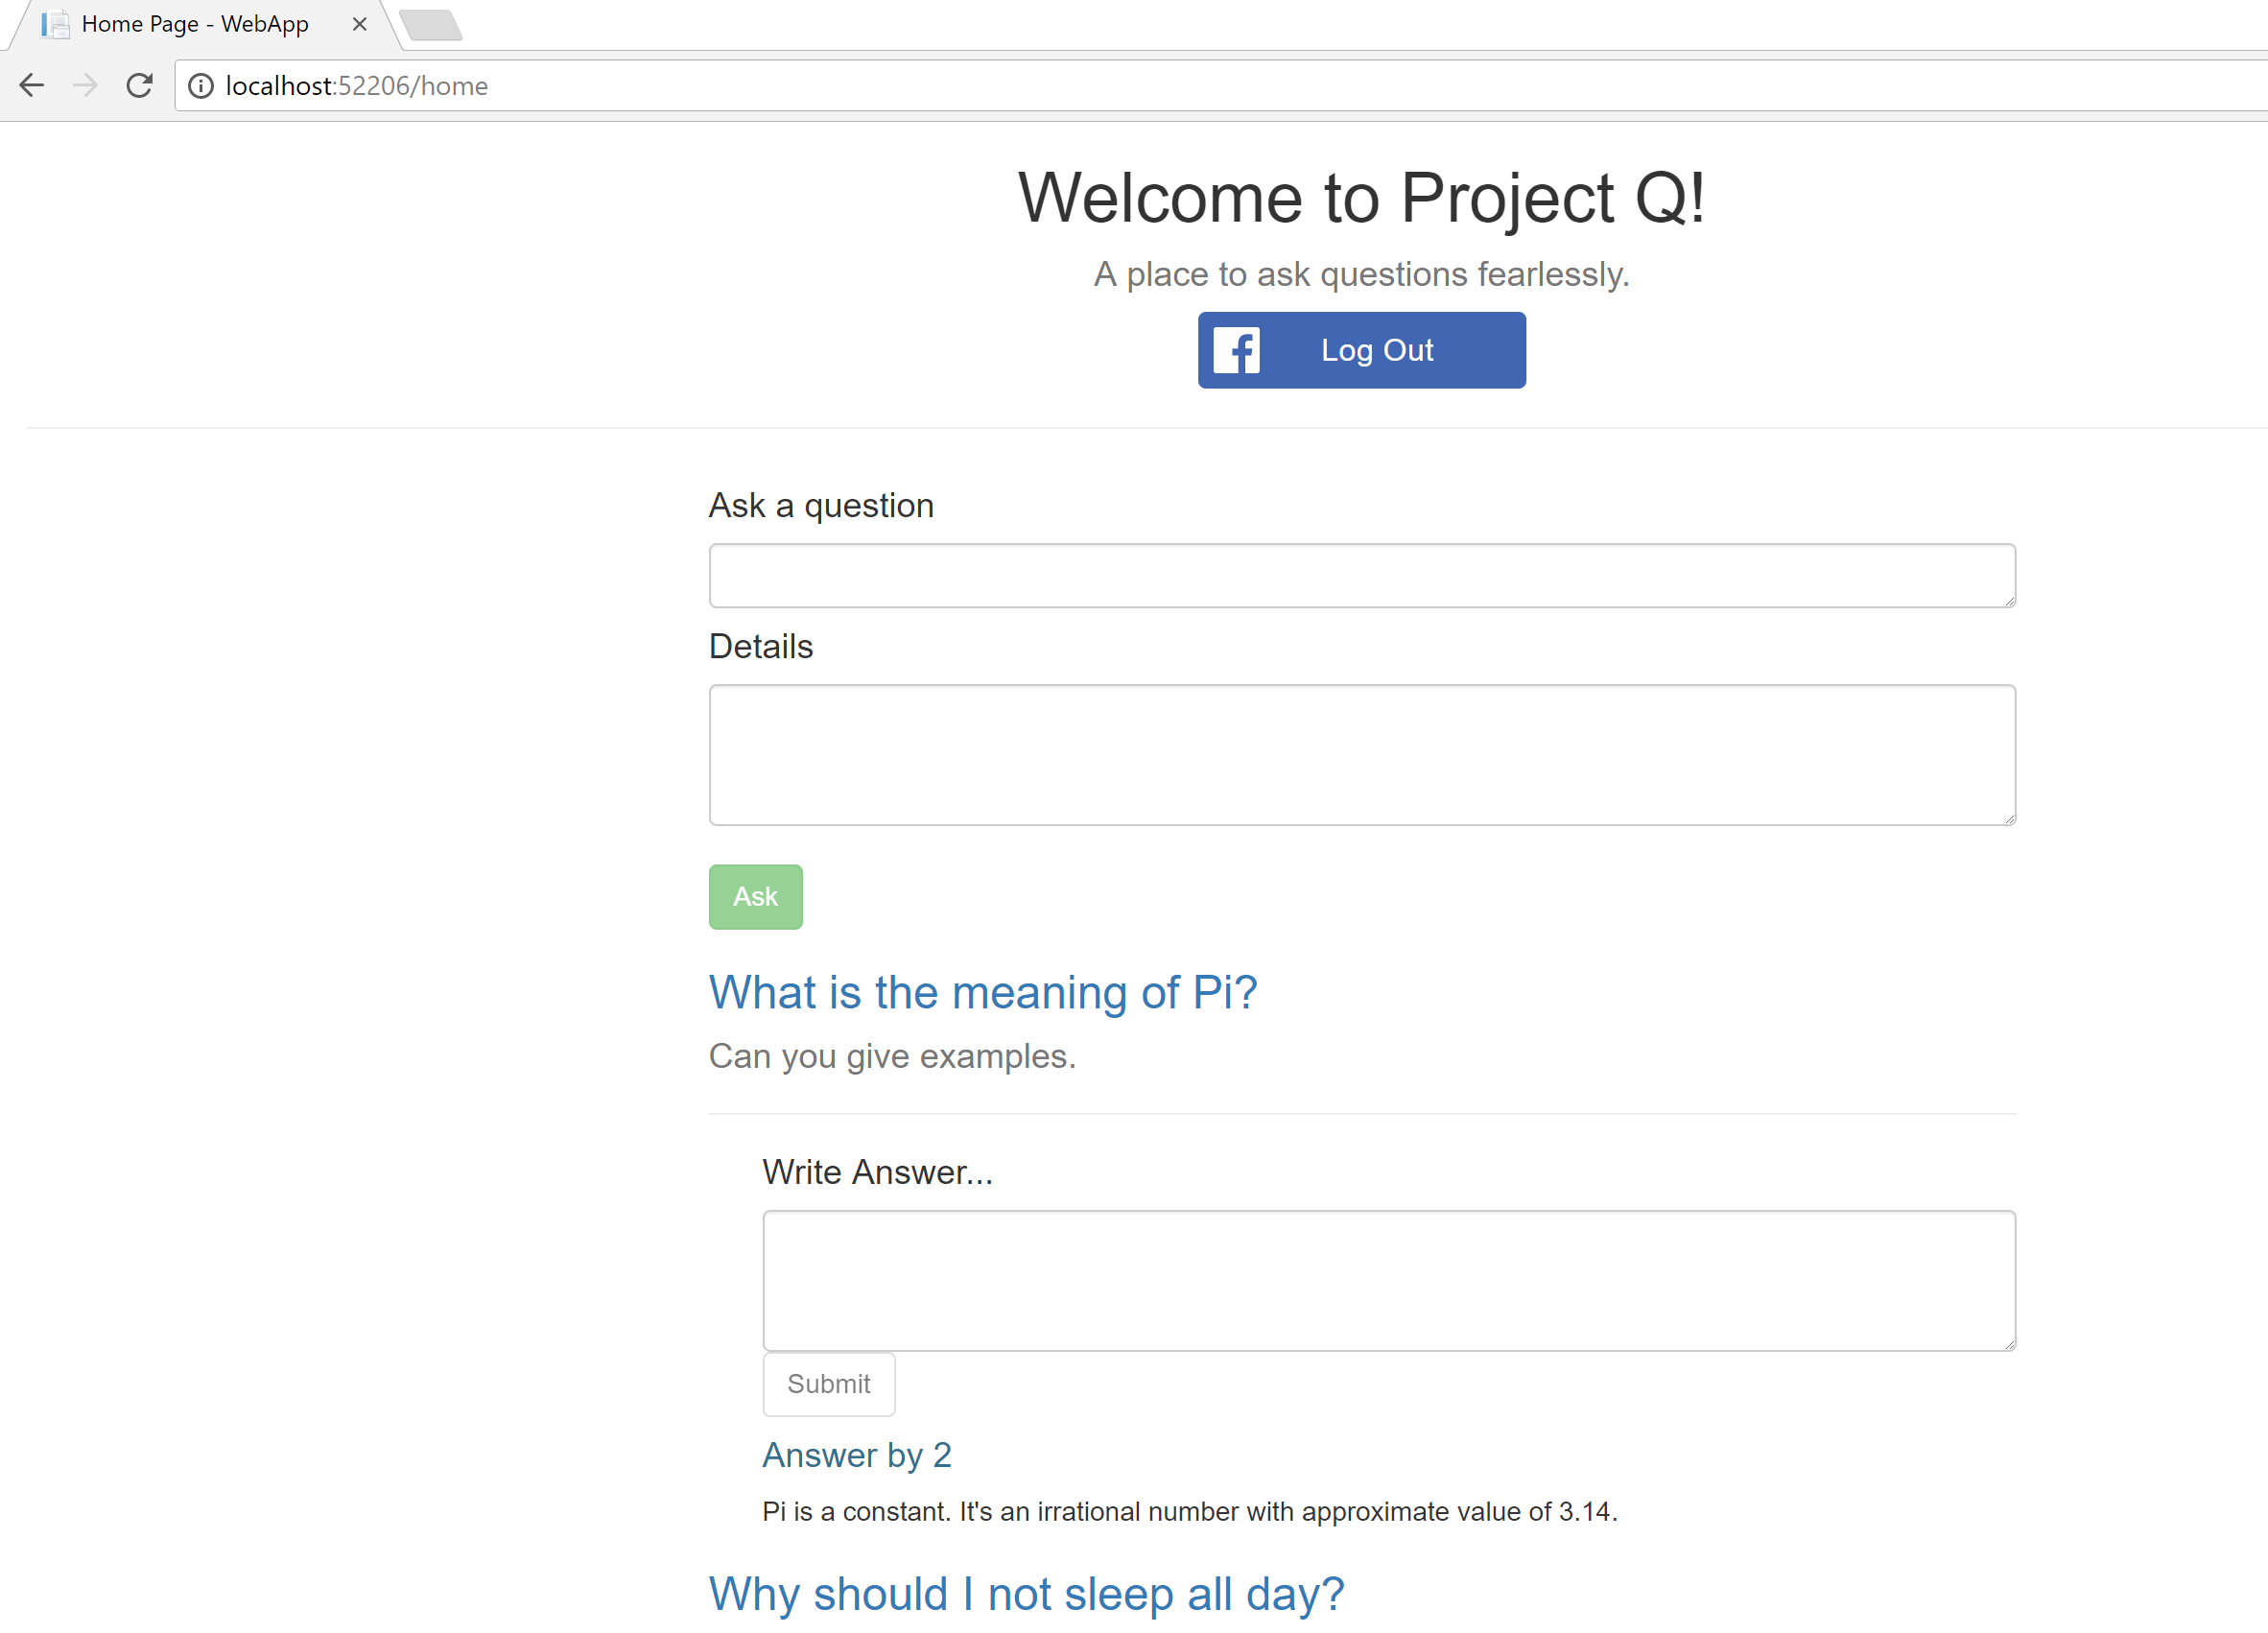 Home Page - WebApp
localhost:52206/home
Welcome to Project Q!
A place to ask questions fearlessly.
Log Out
Ask a question
Details
Ask
What is the meaning of Pi?
Can you give examples.
Write Answer...
Submit
Answer by 2
Pi is a constant. It's an irrational number with approximate value of 3.14.
Why should I not sleep all day?